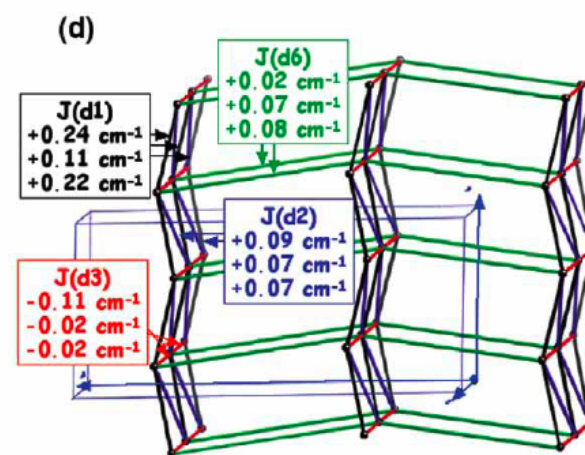 (d)
J(d6)
+0.02 cm⁻¹
+0.07 cm⁻¹
+0.08 cm⁻¹
J(d1)
+0.24 cm⁻¹
+0.11 cm⁻¹
+0.22 cm⁻¹
J(d2)
+0.09 cm⁻¹
+0.07 cm⁻¹
+0.07 cm⁻¹
J(d3)
-0.11 cm⁻¹
-0.02 cm⁻¹
-0.02 cm⁻¹